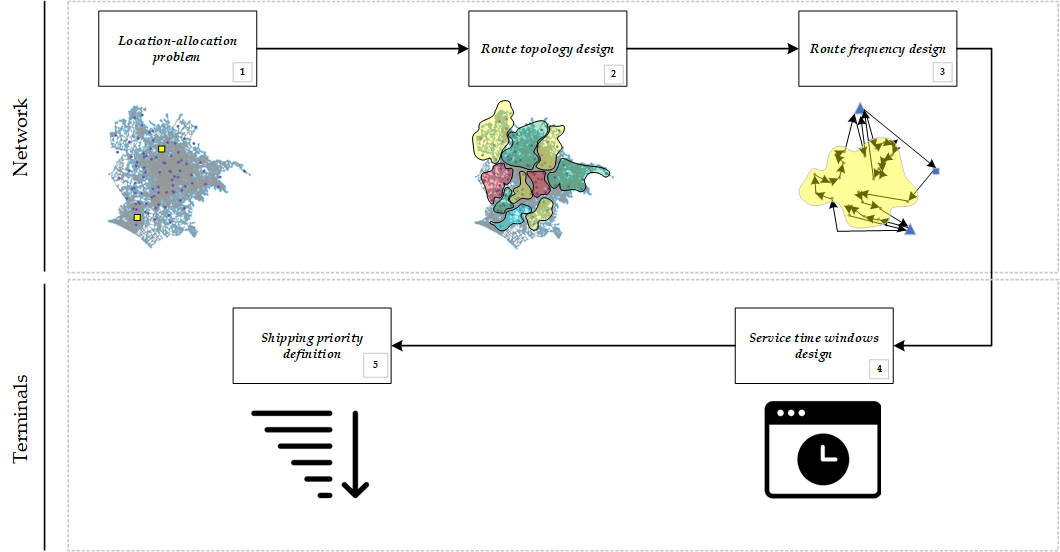 Network
Location-allocation
problem
1
Route topology design
2
Route frequency design
3
Terminals
Service time windows
design
4
Shipping priority
definition
5